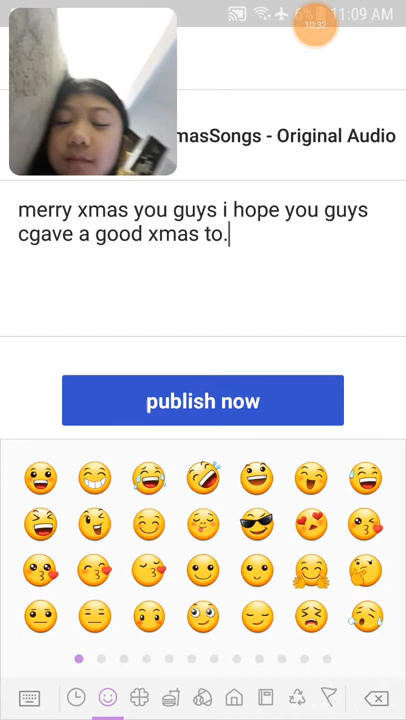 6% 11:09 AM
10:32
masSongs - Original Audio
merry xmas you guys i hope you guys
cgave a good xmas to.
publish now